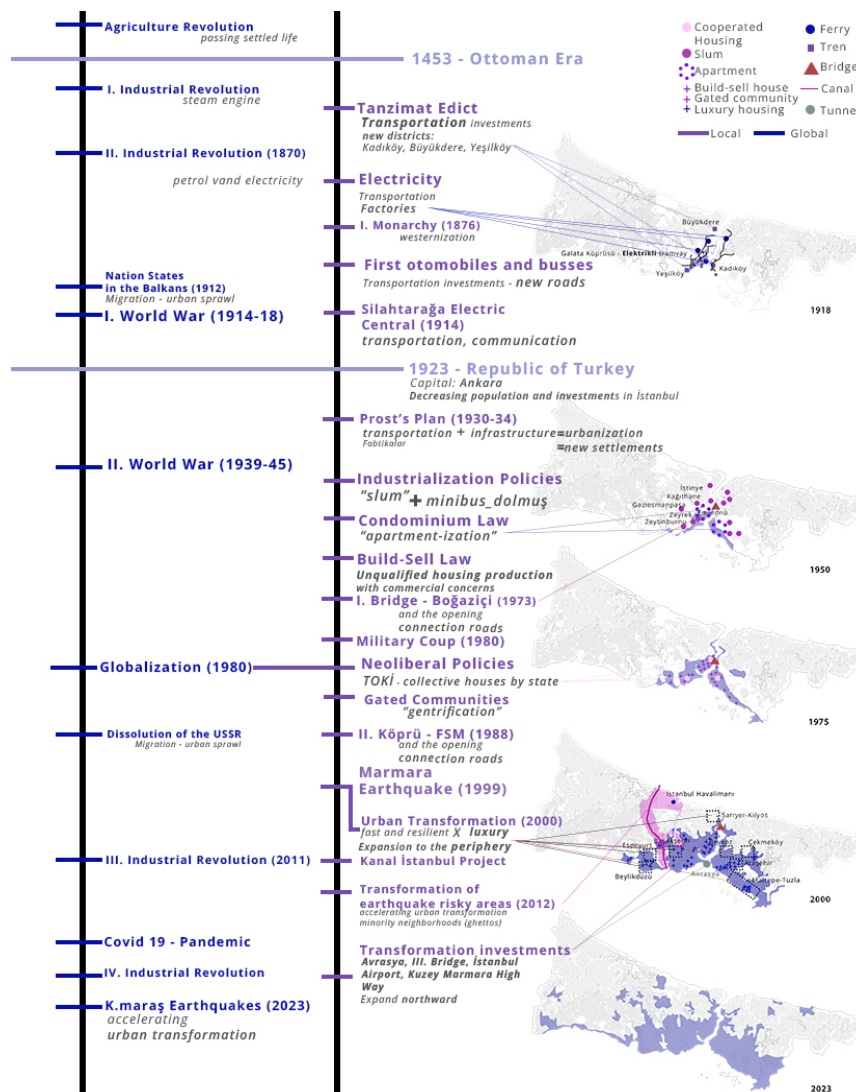 Agriculture Revolution
passing settled life
1453 - Ottoman Era
I. Industrial Revolution
steam engine
II. Industrial Revolution (1870)
petrol vand electricity
Nation States
in the Balkans (1912)
Migration - urban sprawl
I. World War (1914-18)
II. World War (1939-45)
Globalization (1980)
Dissolution of the USSR
Migration - urban sprawl
III. Industrial Revolution (2011)
Covid 19 - Pandemic
IV. Industrial Revolution
K.maraş Earthquakes (2023)
accelerating
urban transformation
Tanzimat Edict
Transportation investments
new districts:
Kadıköy, Büyükdere, Yeşilköy
Electricity
Transportation
Factories
I. Monarchy (1876)
westernization
First otomobiles and busses
Transportation investments - new roads
Silahtarağa Electric
Central (1914)
transportation, communication
1923 - Republic of Turkey
Capital: Ankara
Decreasing population and investments in İstanbul
Prost's Plan (1930-34)
transportation + infrastructure=urbanization
=new settlements
Fabtikalar
Industrialization Policies
"slum"+ minibus_dolmuş
Condominium Law
"apartment-ization"
Build-Sell Law
Unqualified housing production
with commercial concerns
I. Bridge - Boğaziçi (1973)
and the opening
connection roads
Military Coup (1980)
Neoliberal Policies
TOKİ - collective houses by state
Gated Communities
"gentrification"
II. Köprü - FSM (1988)
and the opening
connection roads
Marmara
Earthquake (1999)
Urban Transformation (2000)
fast and resilient X luxury
Expansion to the periphery
Kanal İstanbul Project
Transformation of
earthquake risky areas (2012)
accelerating urban transformation
minority neighborhoods (ghettos)
Transformation investments
Avrasya, III. Bridge, İstanbul
Airport, Kuzey Marmara High
Way
Expand northward
Cooperated
Housing
Slum
Apartment
Build-sell house
Gated community
Luxury housing
Ferry
Tren
Bridge
Canal
Tunne
Local
Global
Büyükdere
Galata Köprüsü - Elektrikli tramvay
Yeşilköy
Kadıköy
1918
İstinye
Kağıthane
Gaziosmanpaşa
Zeyrek
Eminönü
Zeytinburnu
1950
1975
İstanbul Havalimanı
Sarıyer-Kilyos
Esenyurt
Çekmeköy
Ataşehir
Beylikdüzü
Avrasya
Maltepe-Tuzla
2000
2023